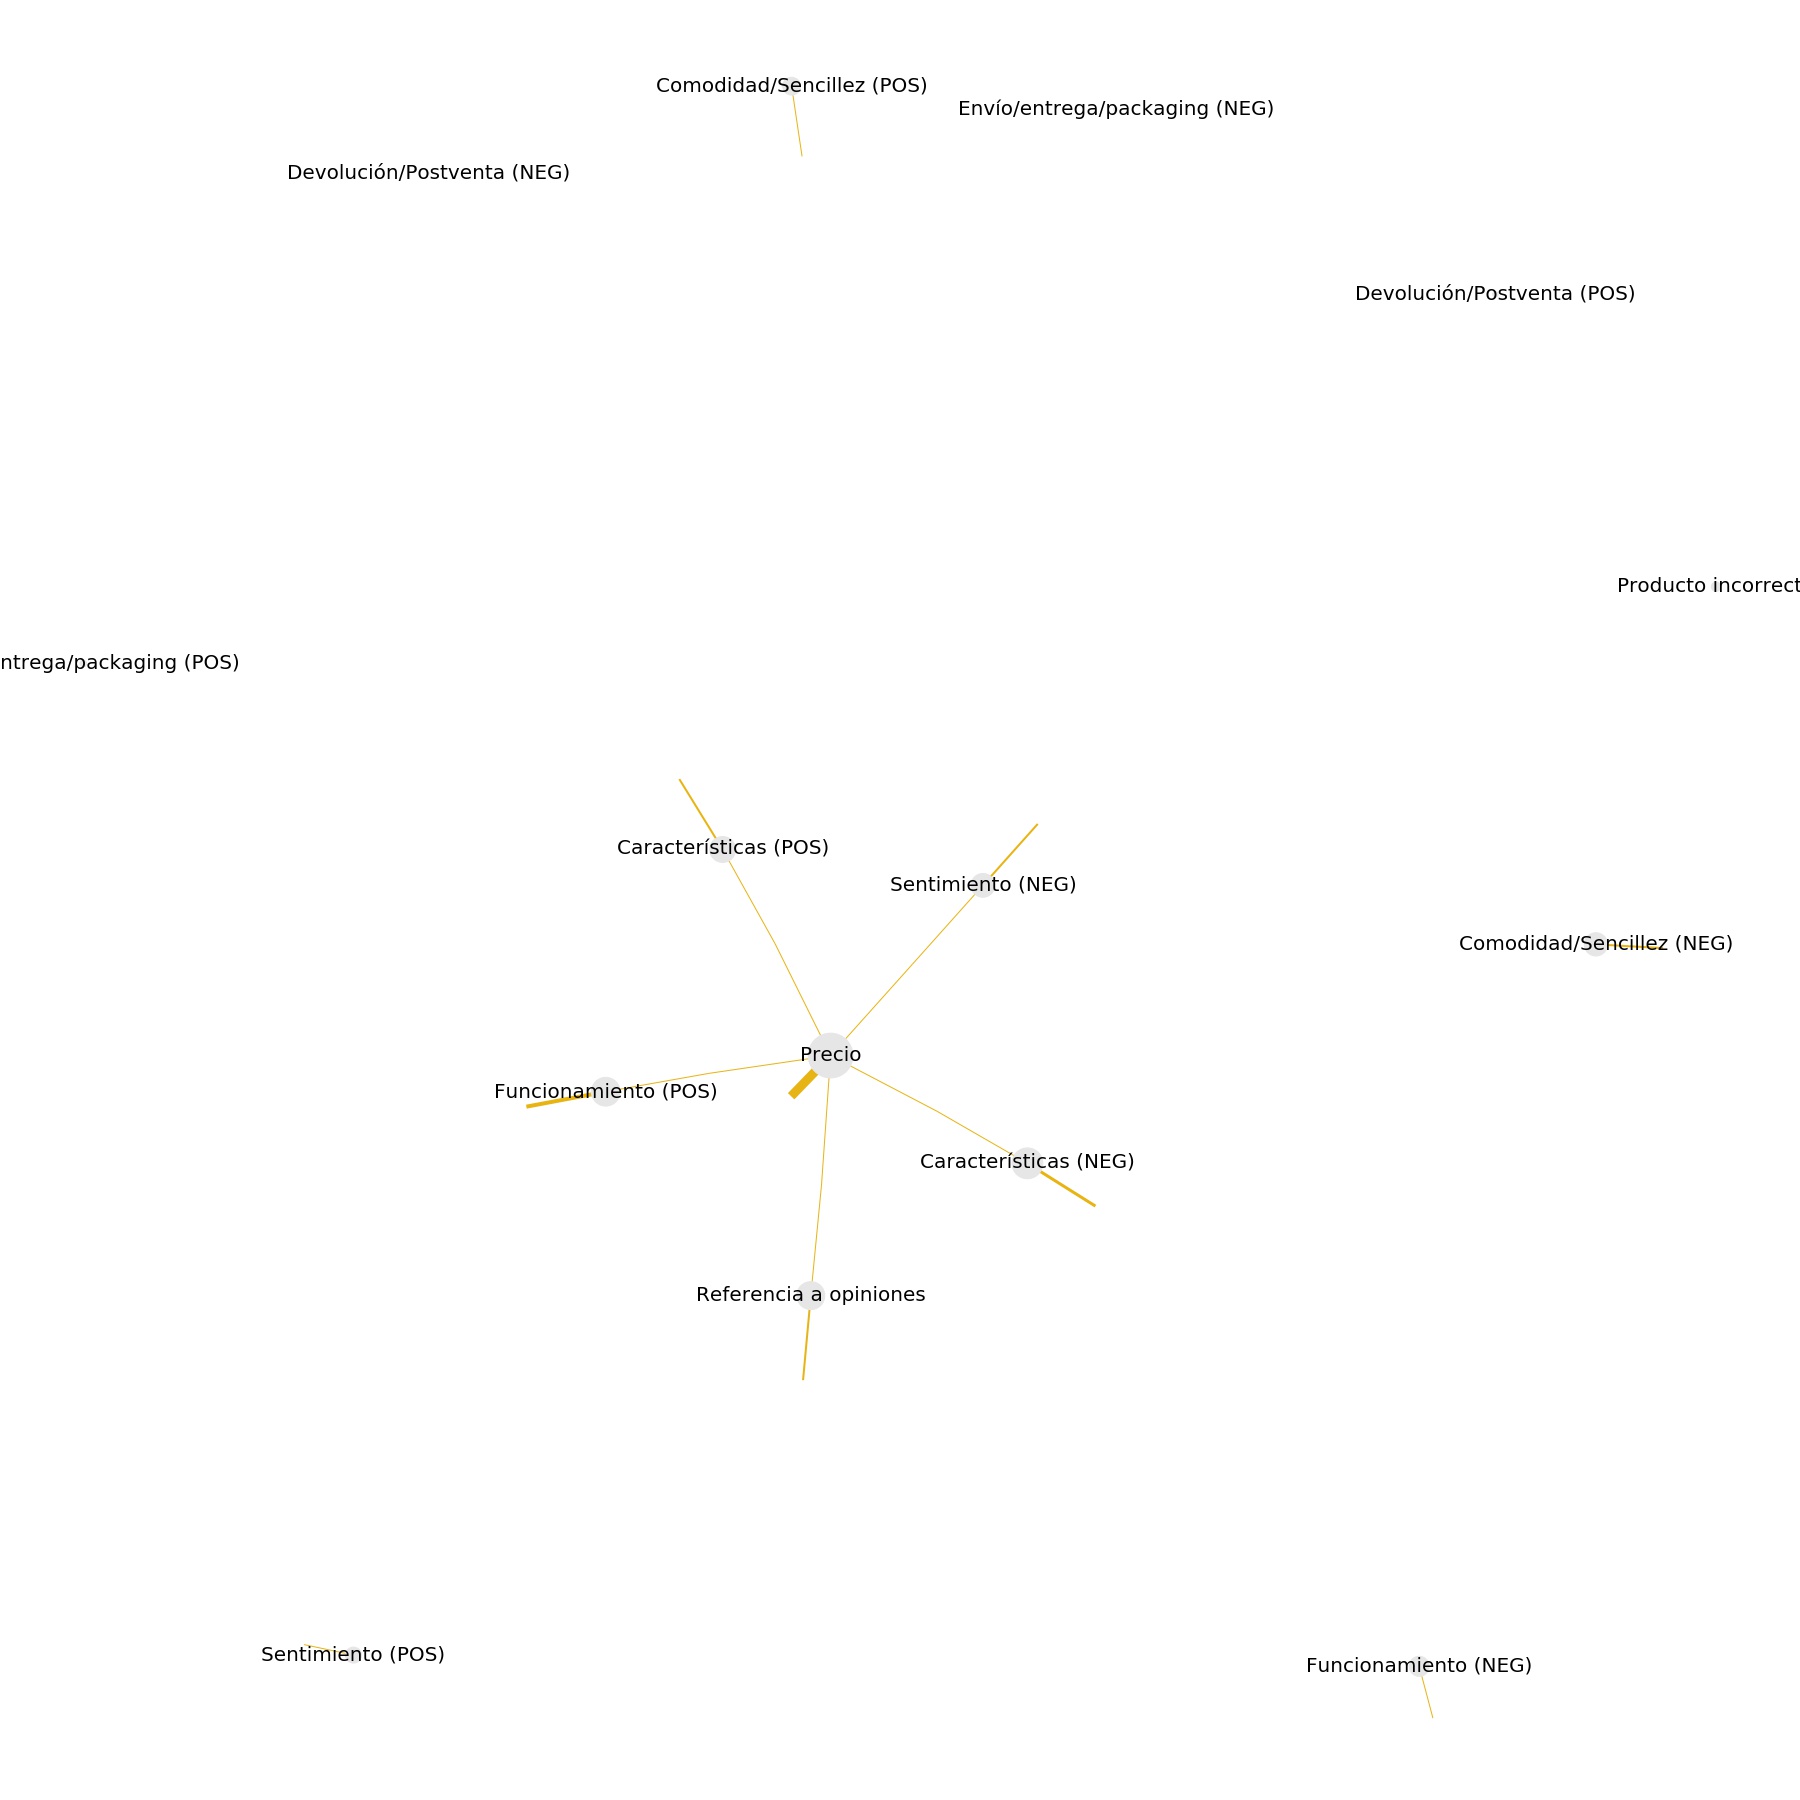 Comodidad/Sencillez (POS)
Envío/entrega/packaging (NEG)
Devolución/Postventa (NEG)
Devolución/Postventa (POS)
Producto incorrect
ntrega/packaging (POS)
Características (POS)
Sentimiento (NEG)
Comodidad/Sencillez (NEG)
Precio
Funcionamiento (POS)
Características (NEG)
Referencia a opiniones
Sentimiento (POS)
Funcionamiento (NEG)